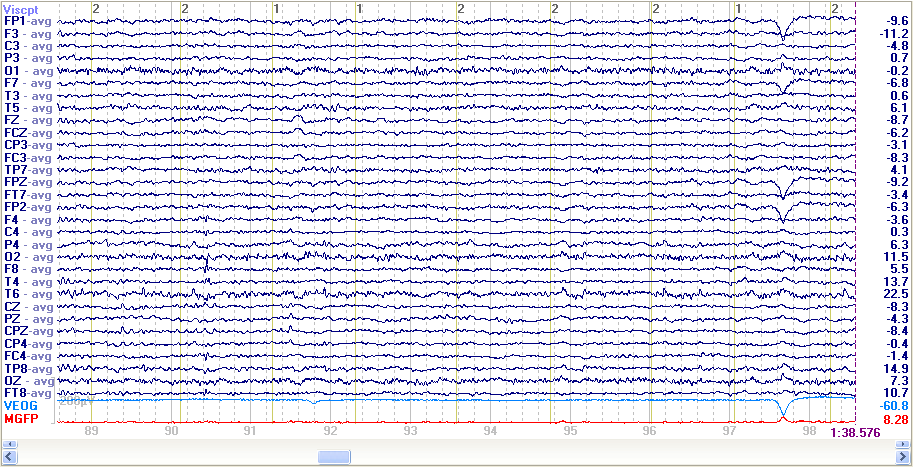 Viscpt 2 2 1 1 2 2 2 1 2
FP1-avg -9.6
F3 - avg -11.2
C3 - avg -4.8
P3 - avg 0.7
O1 - avg -0.2
F7 - avg -6.8
T3 - avg 0.6
T5 - avg 6.1
FZ - avg -8.7
FCZ-avg -6.2
CP3-avg -3.1
FC3-avg -8.3
TP7-avg 4.1
FPZ-avg -9.2
FT7-avg -3.4
FP2-avg -6.3
F4 - avg -3.6
C4 - avg 0.3
P4 - avg 6.3
O2 - avg 11.5
F8 - avg 5.5
T4 - avg 13.7
T6 - avg 22.5
CZ - avg -8.3
PZ - avg -4.3
CPZ-avg -8.4
CP4-avg -0.4
FC4-avg -1.4
TP8-avg 14.9
OZ - avg 7.3
FT8-avg 10.7
VEOG -60.8
MGFP 8.28
89 90 91 92 93 94 95 96 97 98 1:38.576